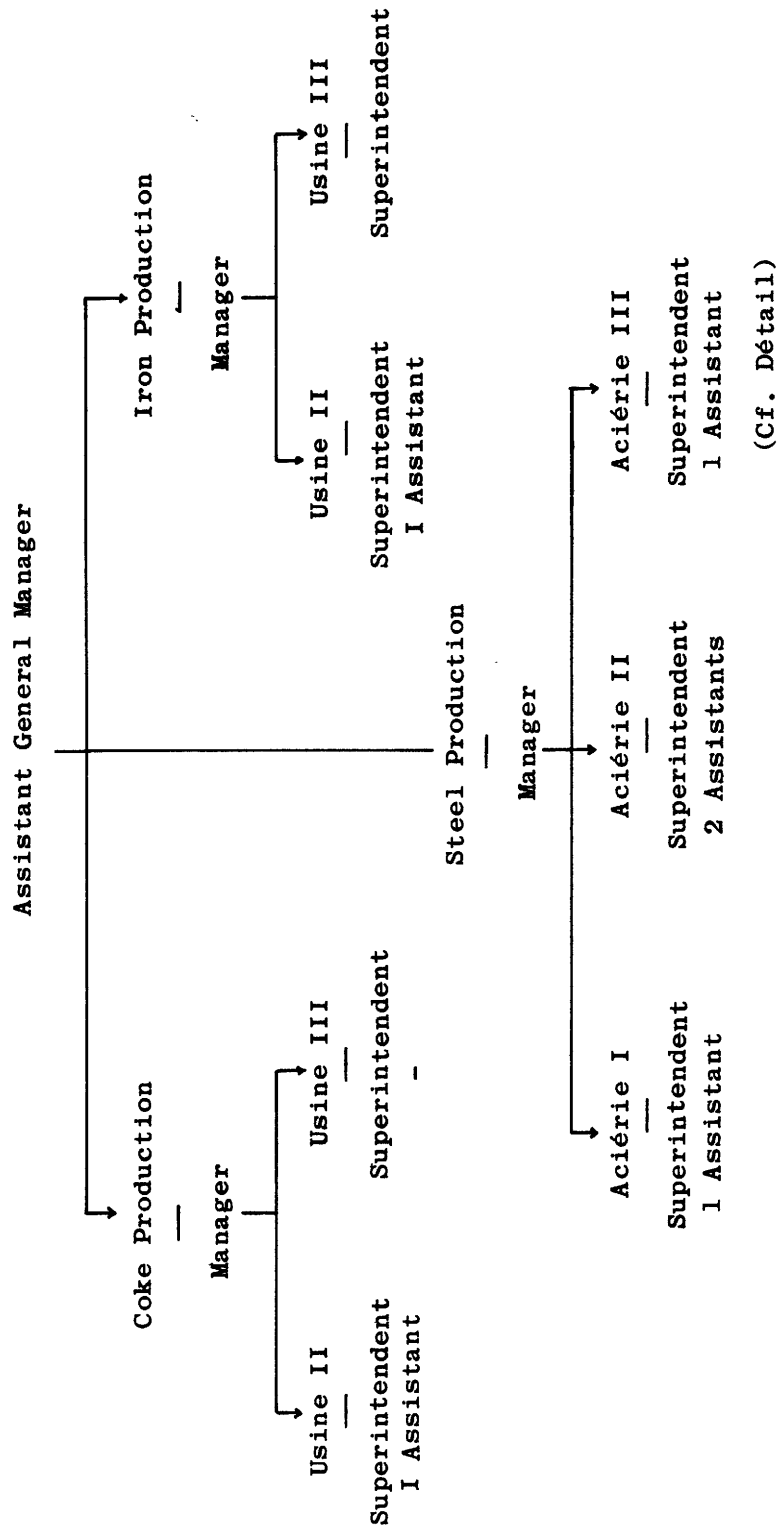 Assistant General Manager
Coke Production
Manager
Usine II
Superintendent
I Assistant
Usine III
Superintendent
Iron Production
Manager
Usine II
Superintendent
I Assistant
Usine III
Superintendent
Steel Production
Manager
Aciérie I
Superintendent
1 Assistant
Aciérie II
Superintendent
2 Assistants
Aciérie III
Superintendent
1 Assistant
(Cf. Détail)